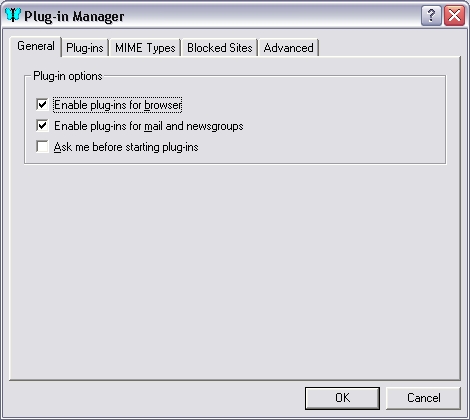 Plug-in Manager
General Plug-ins MIME Types Blocked Sites Advanced
Plug-in options
Enable plug-ins for browser
Enable plug-ins for mail and newsgroups
Ask me before starting plug-ins
OK Cancel